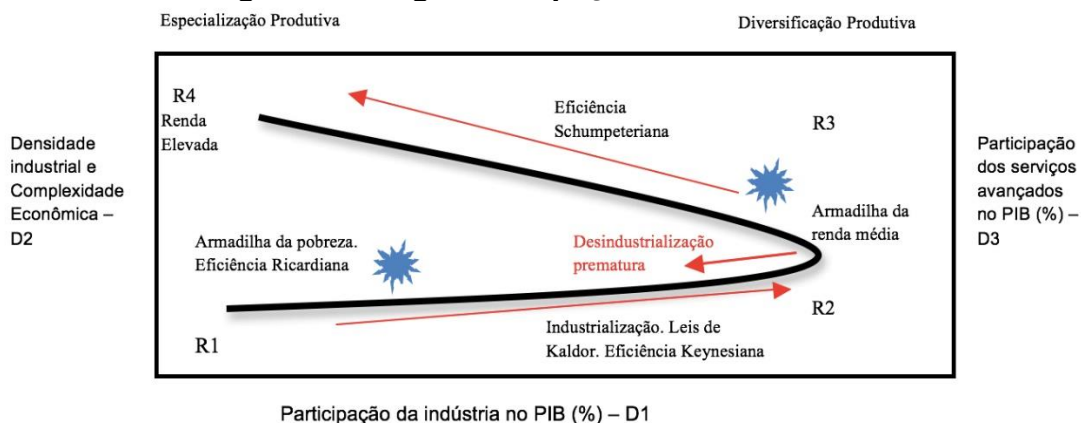 Especialização Produtiva
Diversificação Produtiva
R4
Renda
Elevada
Eficiência
Schumpeteriana
R3
Densidade
industrial e
Complexidade
Econômica –
D2
Participação
dos serviços
avançados
no PIB (%) –
D3
Armadilha da
renda média
Armadilha da pobreza.
Eficiência Ricardiana
Desindustrialização
prematura
R2
R1
Industrialização. Leis de
Kaldor. Eficiência Keynesiana
Participação da indústria no PIB (%) – D1